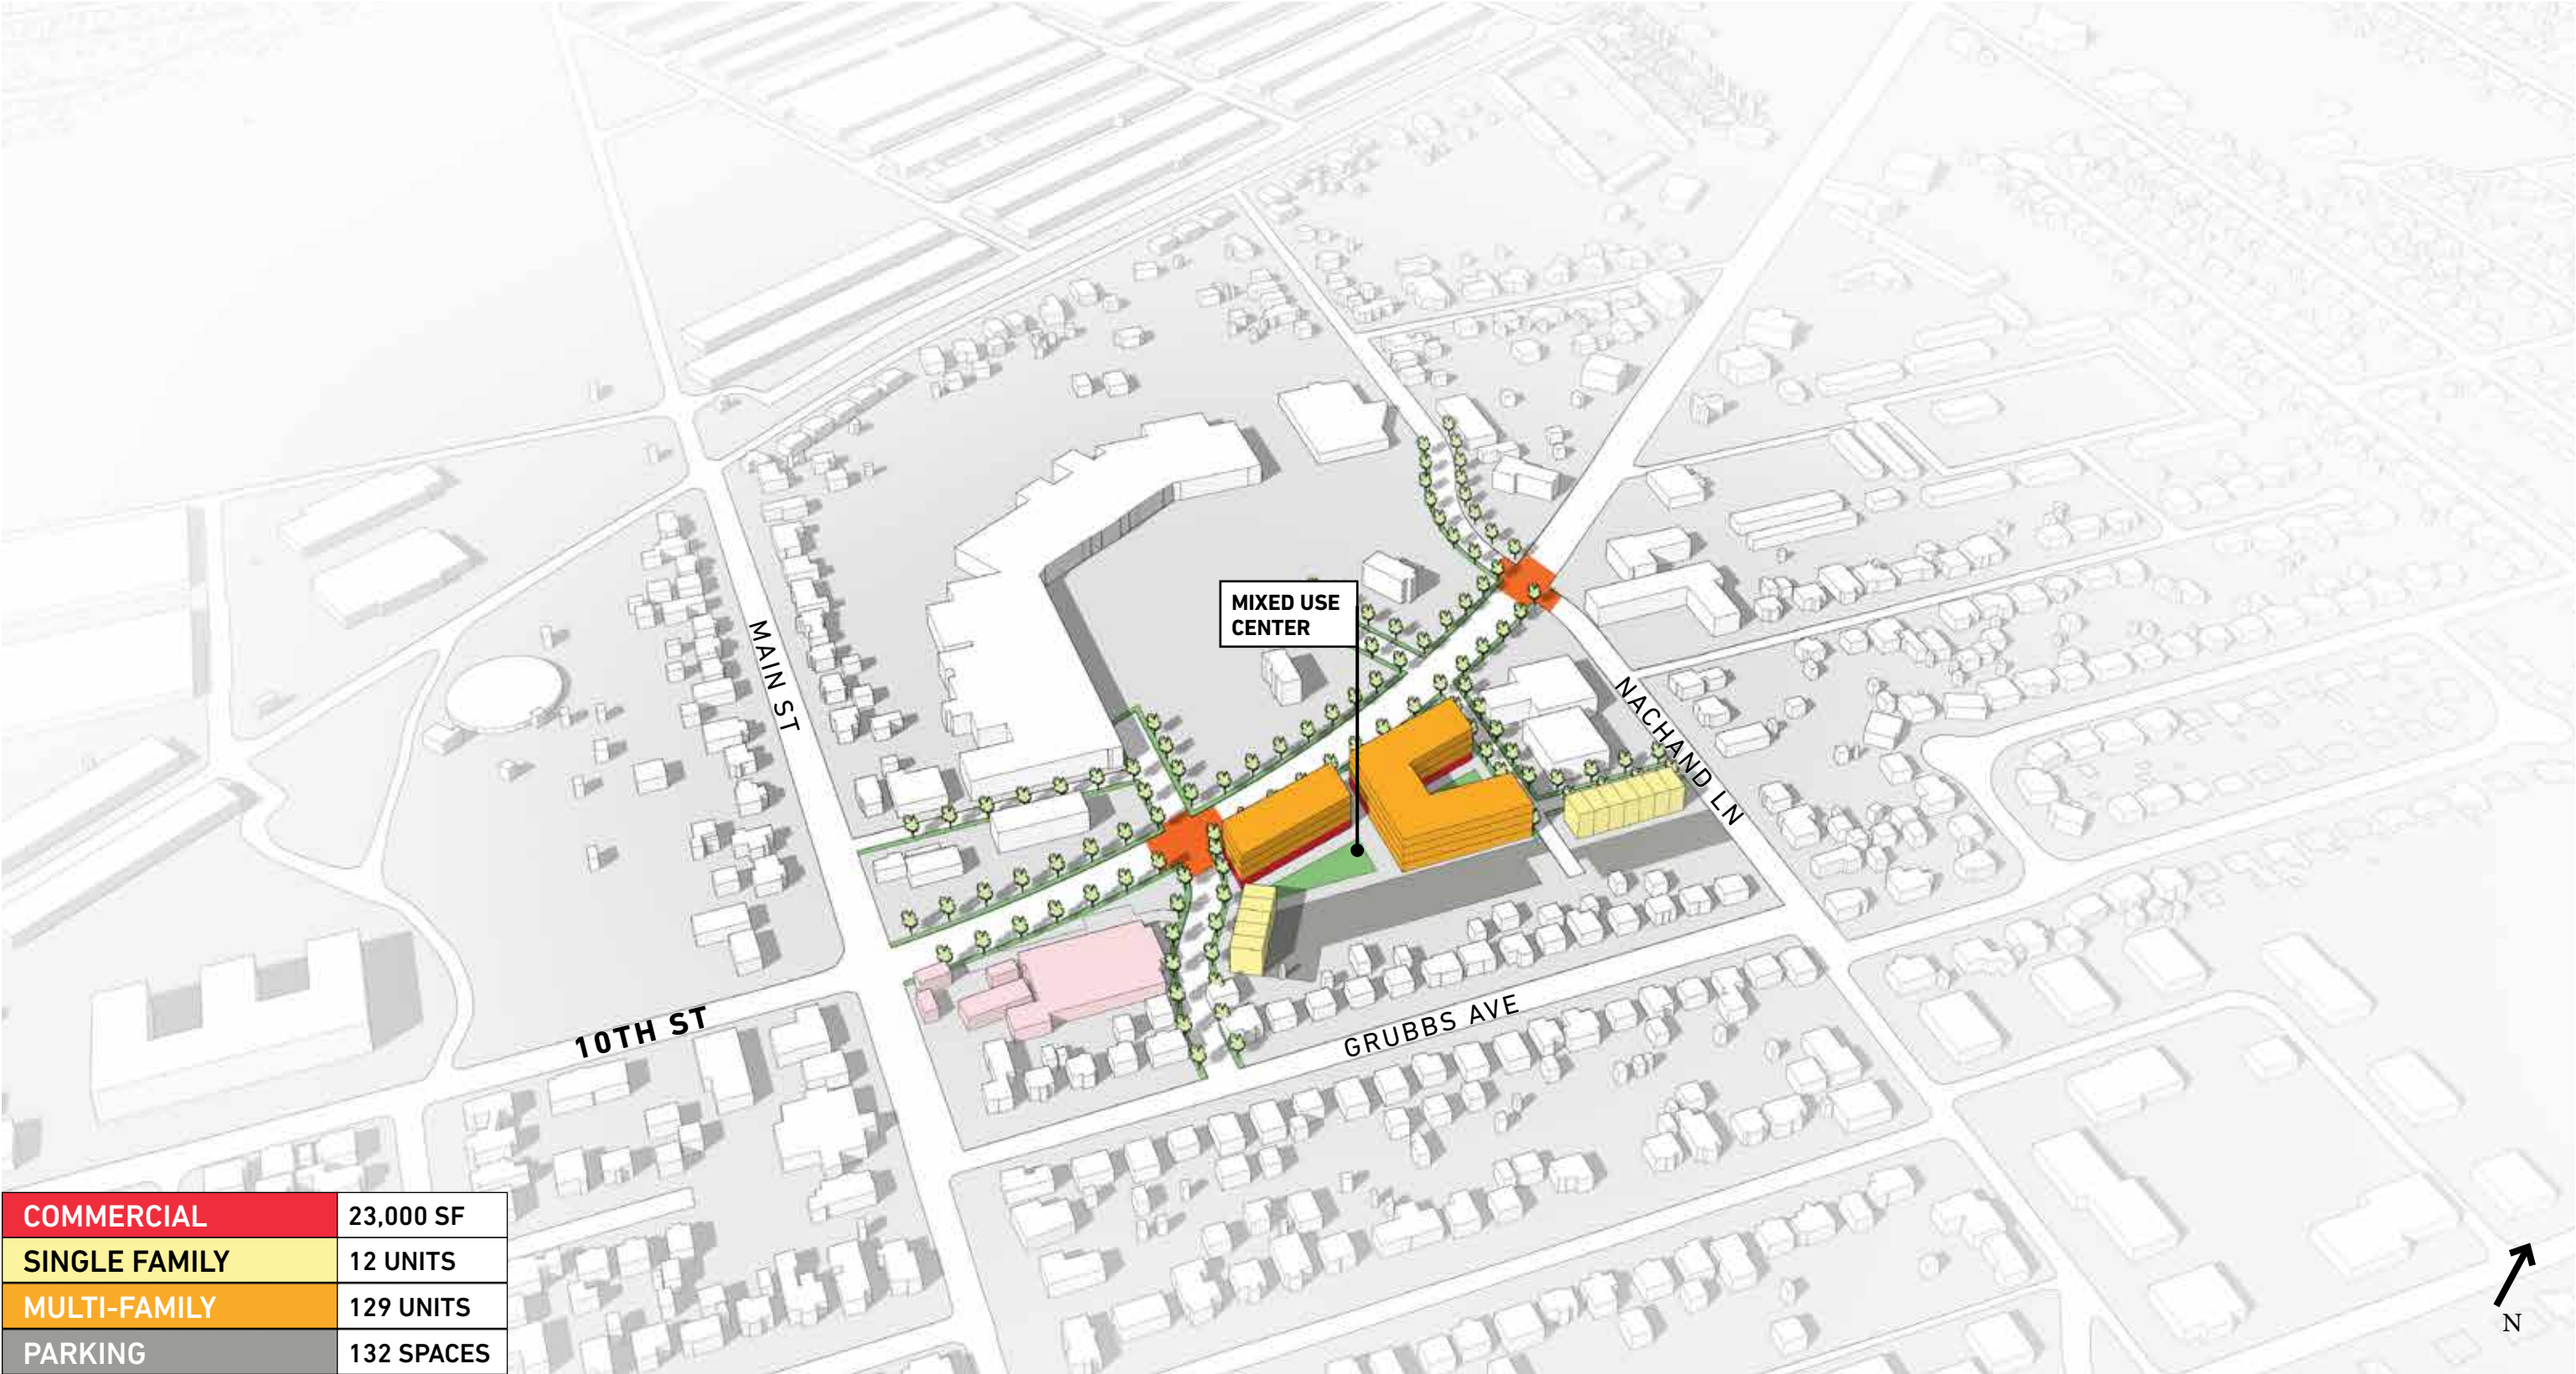 MIXED USE
CENTER
MAIN ST
NACHAND LN
10TH ST
GRUBBS AVE
COMMERCIAL 23,000 SF
SINGLE FAMILY 12 UNITS
MULTI-FAMILY 129 UNITS
PARKING 132 SPACES
N